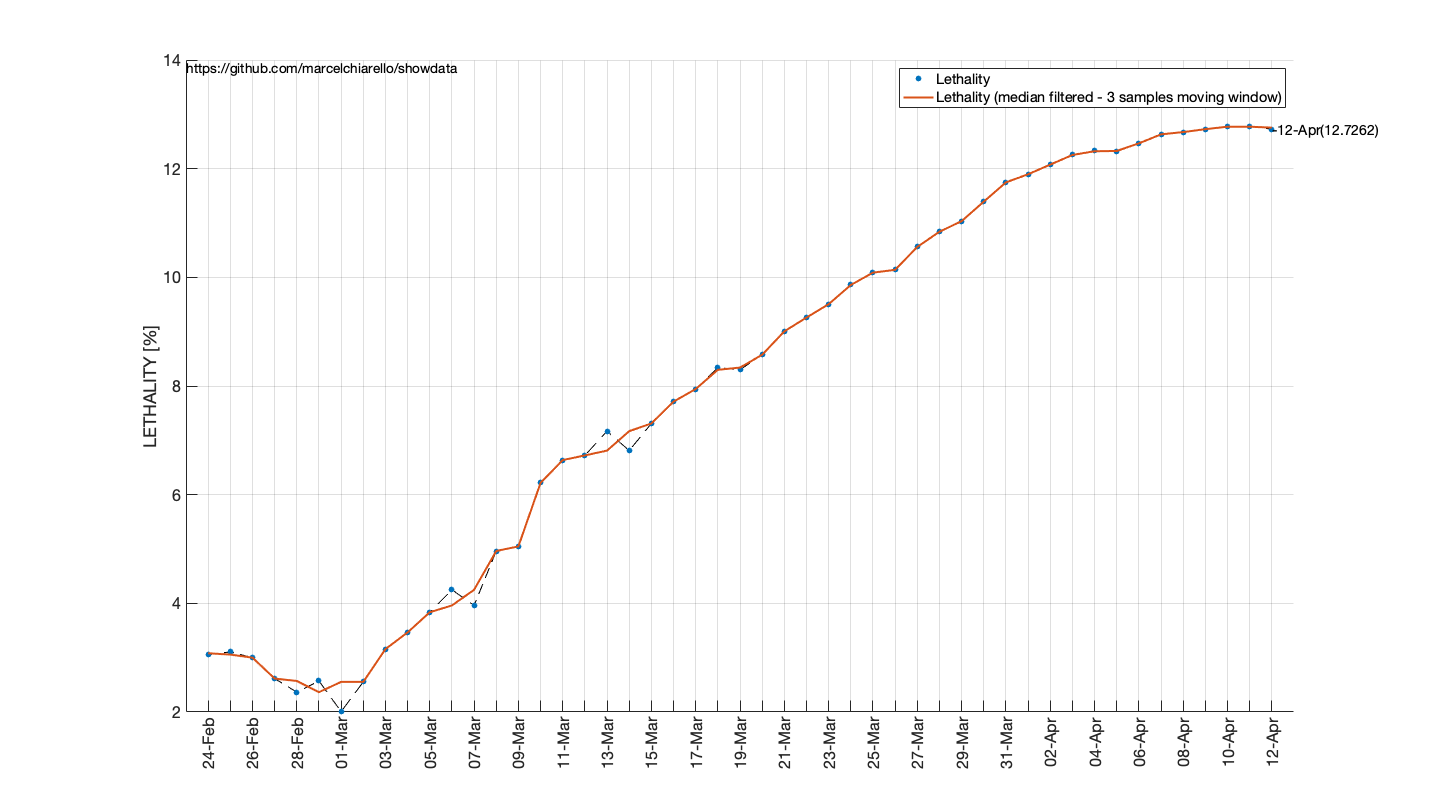 14
https://github.com/marcelchiarello/showdata
Lethality
Lethality (median filtered - 3 samples moving window)
12-Apr(12.7262)
12
10
8
6
4
2
LETHALITY [%]
24-Feb
26-Feb
28-Feb
01-Mar
03-Mar
05-Mar
07-Mar
09-Mar
11-Mar
13-Mar
15-Mar
17-Mar
19-Mar
21-Mar
23-Mar
25-Mar
27-Mar
29-Mar
31-Mar
02-Apr
04-Apr
06-Apr
08-Apr
10-Apr
12-Apr